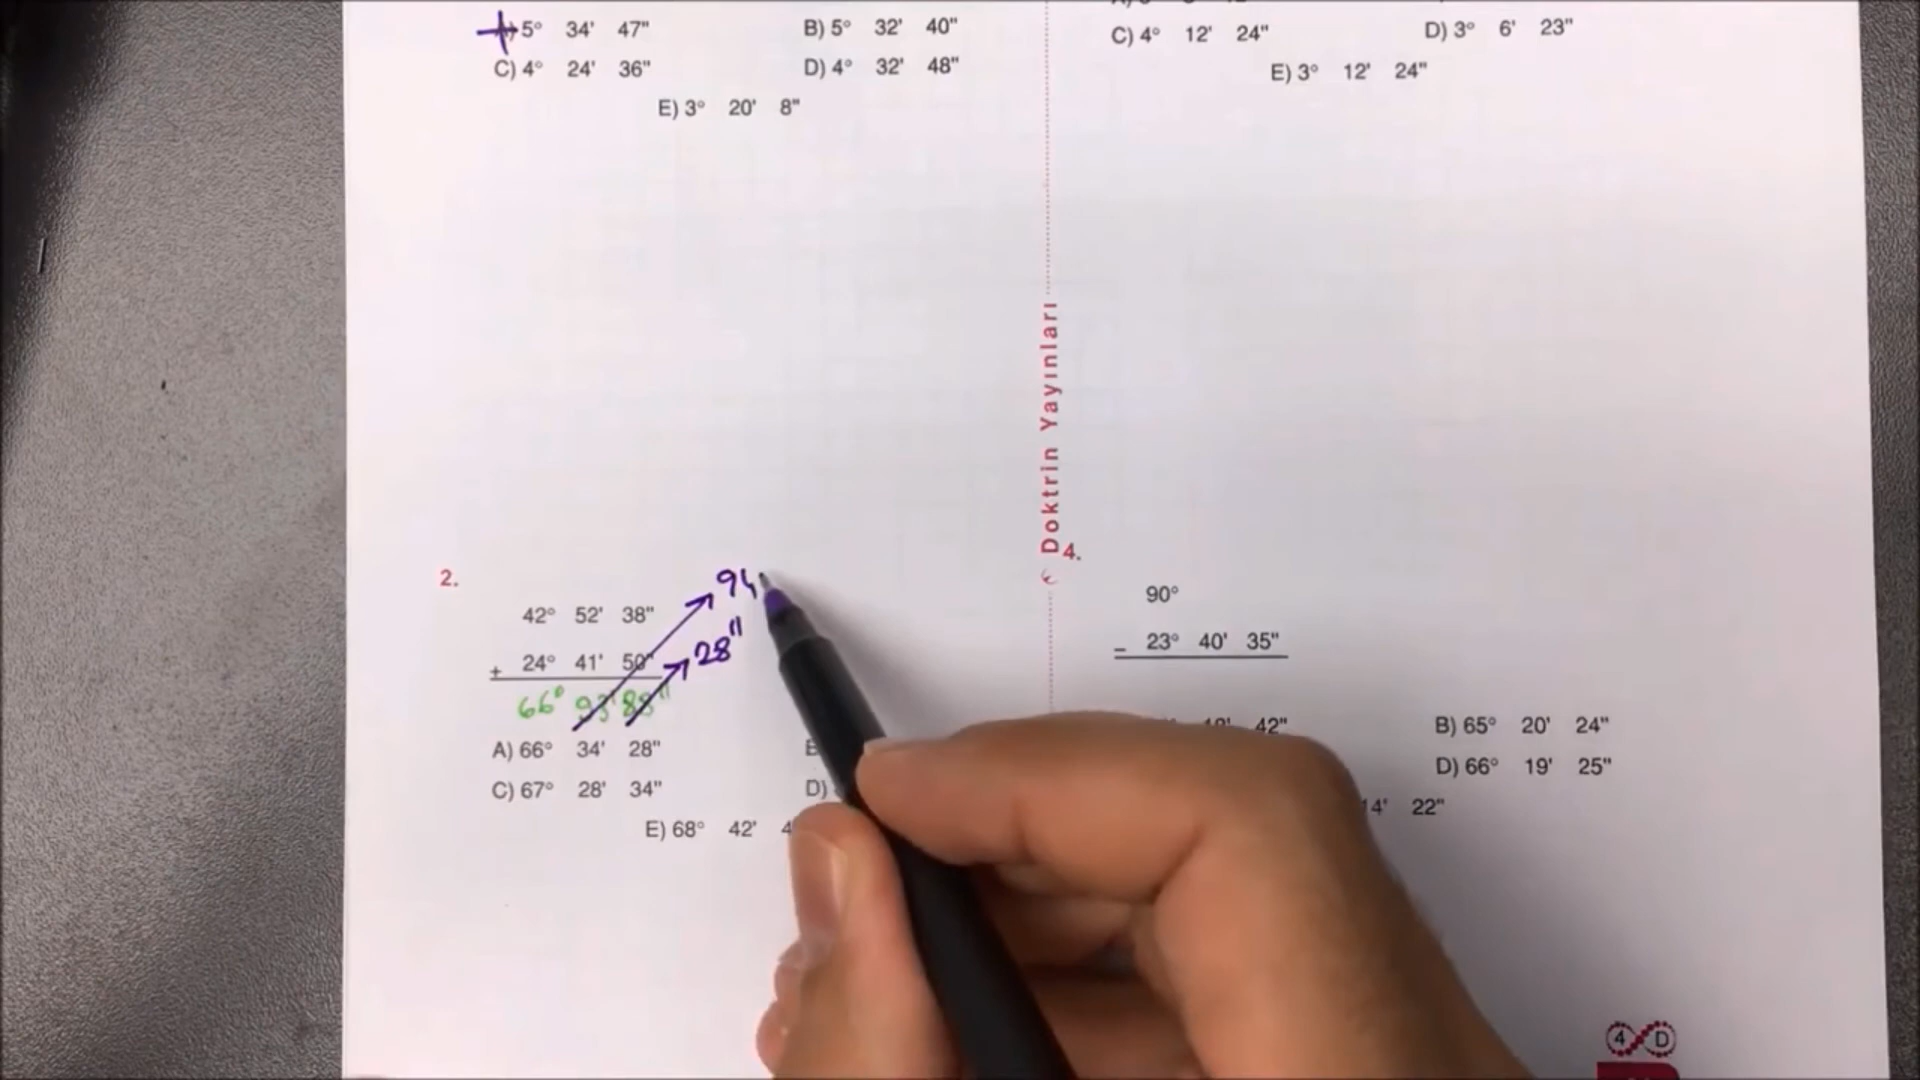 5° 34' 47"
B) 5° 32' 40"
C) 4° 24' 36"
D) 4° 32' 48"
E) 3° 20' 8"
C) 4° 12' 24"
D) 3° 6' 23"
E) 3° 12' 24"
Doktrin Yayınları
2.
42° 52' 38"
+ 24° 41' 50"
66° 93' 88"
28"
94
A) 66° 34' 28"
C) 67° 28' 34"
D)
E) 68° 42'
4.
90°
- 23° 40' 35"
42"
B) 65° 20' 24"
D) 66° 19' 25"
14' 22"
4 D